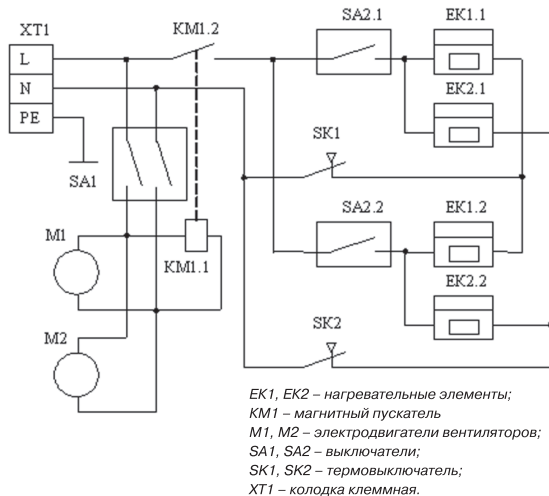 XT1
KM1.2
SA2.1
EK1.1
L
N
PE
EK2.1
SA1
SK1
SA2.2
EK1.2
M1
KM1.1
EK2.2
M2
SK2
EK1, EK2 – нагревательные элементы;
KM1 – магнитный пускатель
M1, M2 – электродвигатели вентиляторов;
SA1, SA2 – выключатели;
SK1, SK2 – термовыключатель;
XT1 – колодка клеммная.